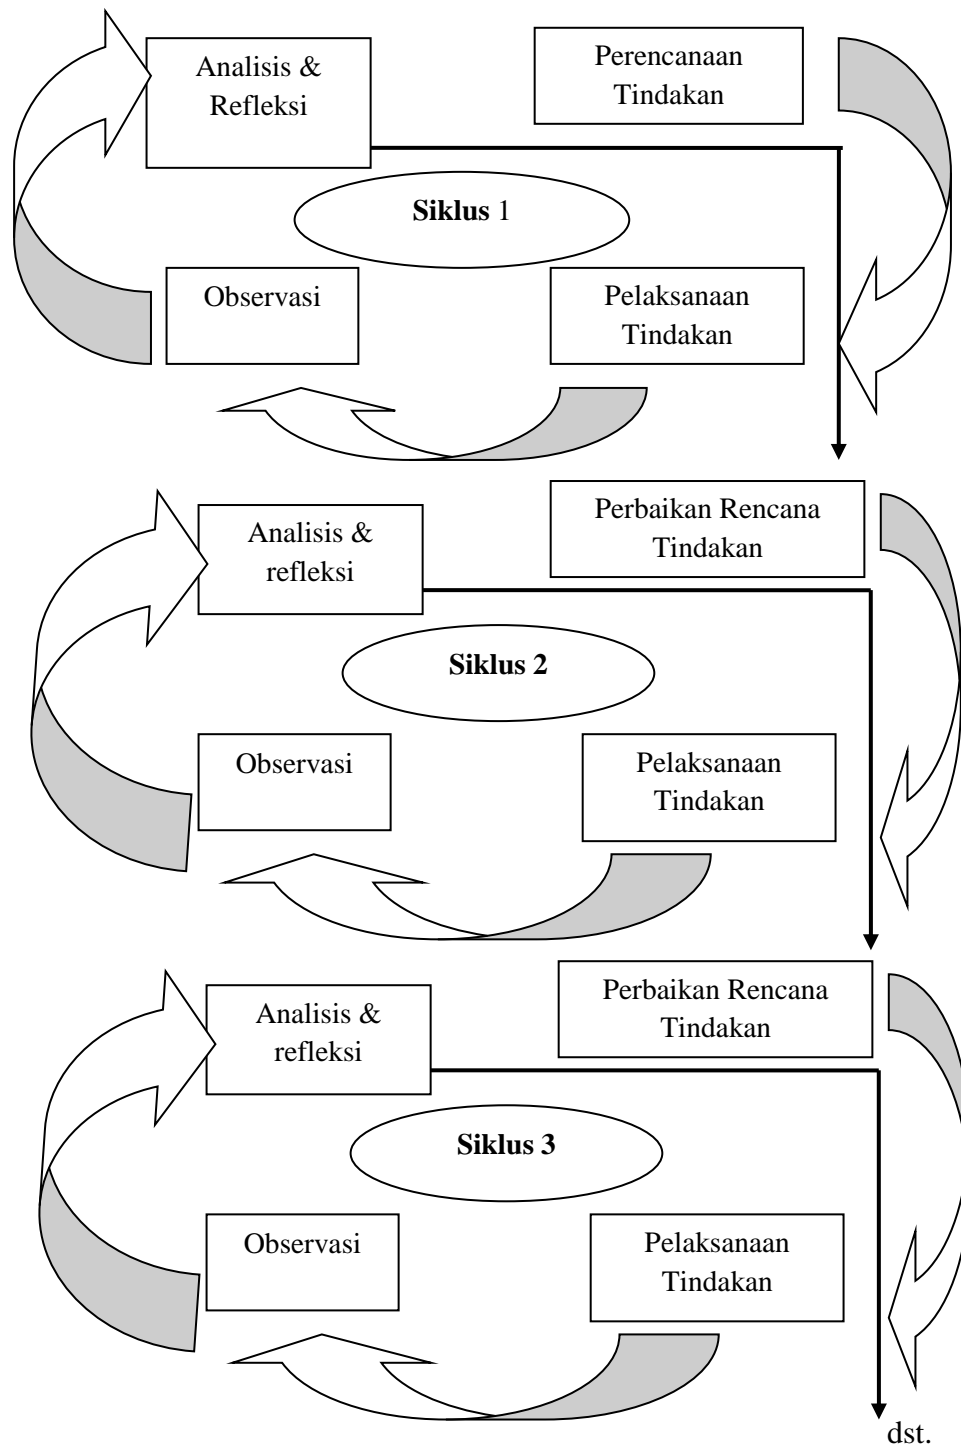 Analisis &
Refleksi
Perencanaan
Tindakan
Siklus 1
Observasi
Pelaksanaan
Tindakan
Analisis &
refleksi
Perbaikan Rencana
Tindakan
Siklus 2
Observasi
Pelaksanaan
Tindakan
Analisis &
refleksi
Perbaikan Rencana
Tindakan
Siklus 3
Observasi
Pelaksanaan
Tindakan
dst.